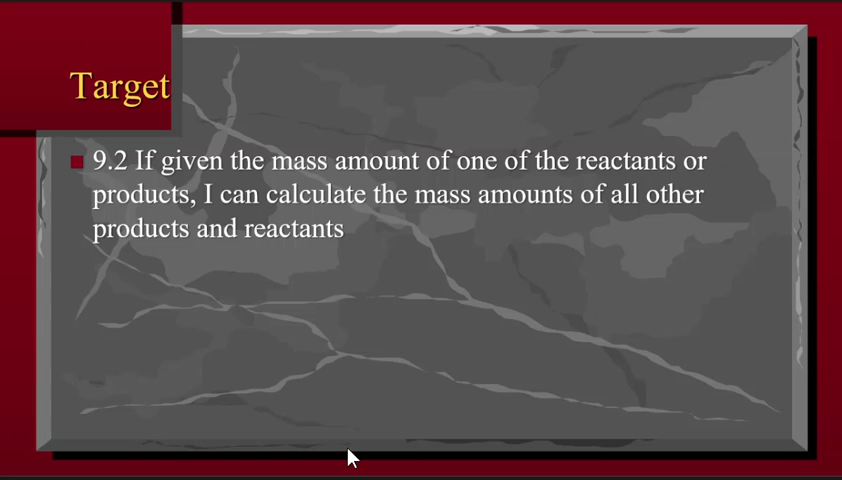 Target
9.2 If given the mass amount of one of the reactants or
products, I can calculate the mass amounts of all other
products and reactants